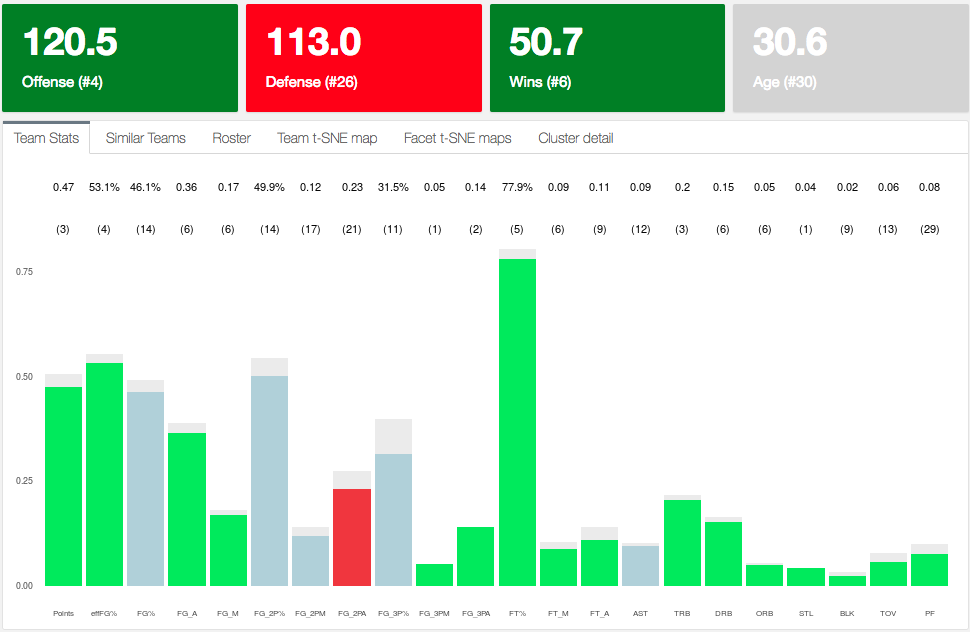 120.5 113.0 50.7 30.6
Offense (#4) Defense (#26) Wins (#6) Age (#30)
Team Stats Similar Teams Roster Team t-SNE map Facet t-SNE maps Cluster detail
0.47 53.1% 46.1% 0.36 0.17 49.9% 0.12 0.23 31.5% 0.05 0.14 77.9% 0.09 0.11 0.09 0.2 0.15 0.05 0.04 0.02 0.06 0.08
(3) (4) (14) (6) (6) (14) (17) (21) (11) (1) (2) (5) (6) (9) (12) (3) (6) (6) (1) (9) (13) (29)
0.75
0.50
0.25
0.00
Points effFG% FG% FG_A FG_M FG_2P% FG_2PM FG_2PA FG_3P% FG_3PM FG_3PA FT% FT_M FT_A AST TRB DRB ORB STL BLK TOV PF